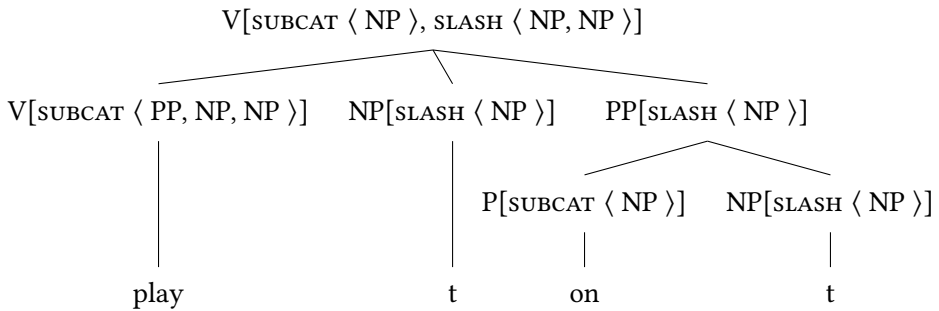 V[SUBCAT ⟨ NP ⟩, SLASH ⟨ NP, NP ⟩]
V[SUBCAT ⟨ PP, NP, NP ⟩] NP[SLASH ⟨ NP ⟩] PP[SLASH ⟨ NP ⟩]
P[SUBCAT ⟨ NP ⟩] NP[SLASH ⟨ NP ⟩]
play t on t